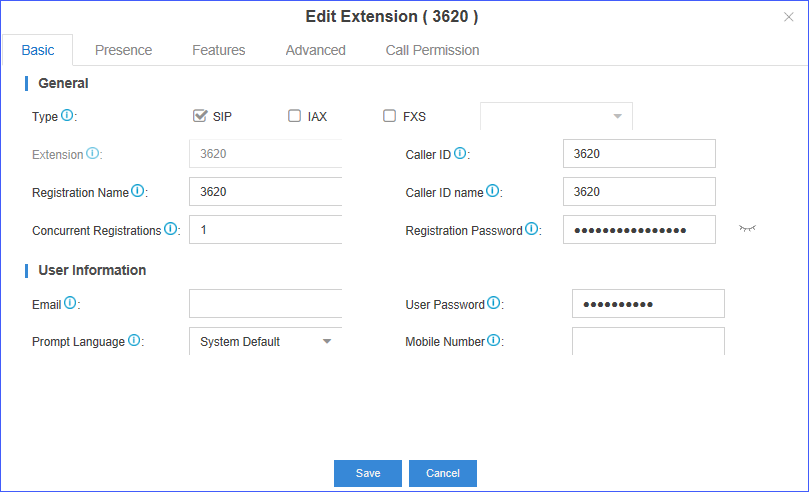 Edit Extension ( 3620 )
Basic Presence Features Advanced Call Permission
General
Type : SIP IAX FXS
Extension : 3620 Caller ID : 3620
Registration Name : 3620 Caller ID name : 3620
Concurrent Registrations : 1 Registration Password : ●●●●●●●●●●●●●●●●
User Information
Email : User Password : ●●●●●●●●●●
Prompt Language : System Default Mobile Number :
Save Cancel